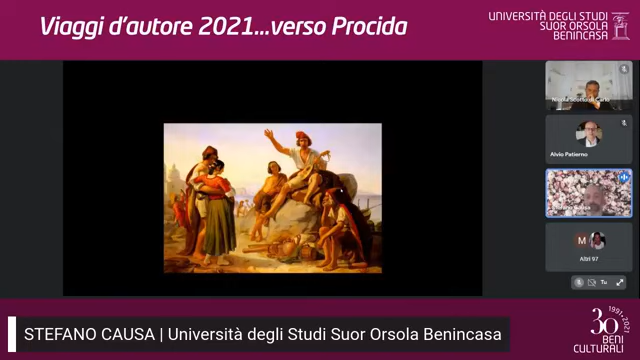 Viaggi d'autore 2021...verso Procida
UNIVERSITÀ DEGLI STUDI
SUOR ORSOLA
BENINCASA
Alvio Patierno
M
Altri 97
Tu
STEFANO CAUSA | Università degli Studi Suor Orsola Benincasa
30
1991-2021
BENI
CULTURALI